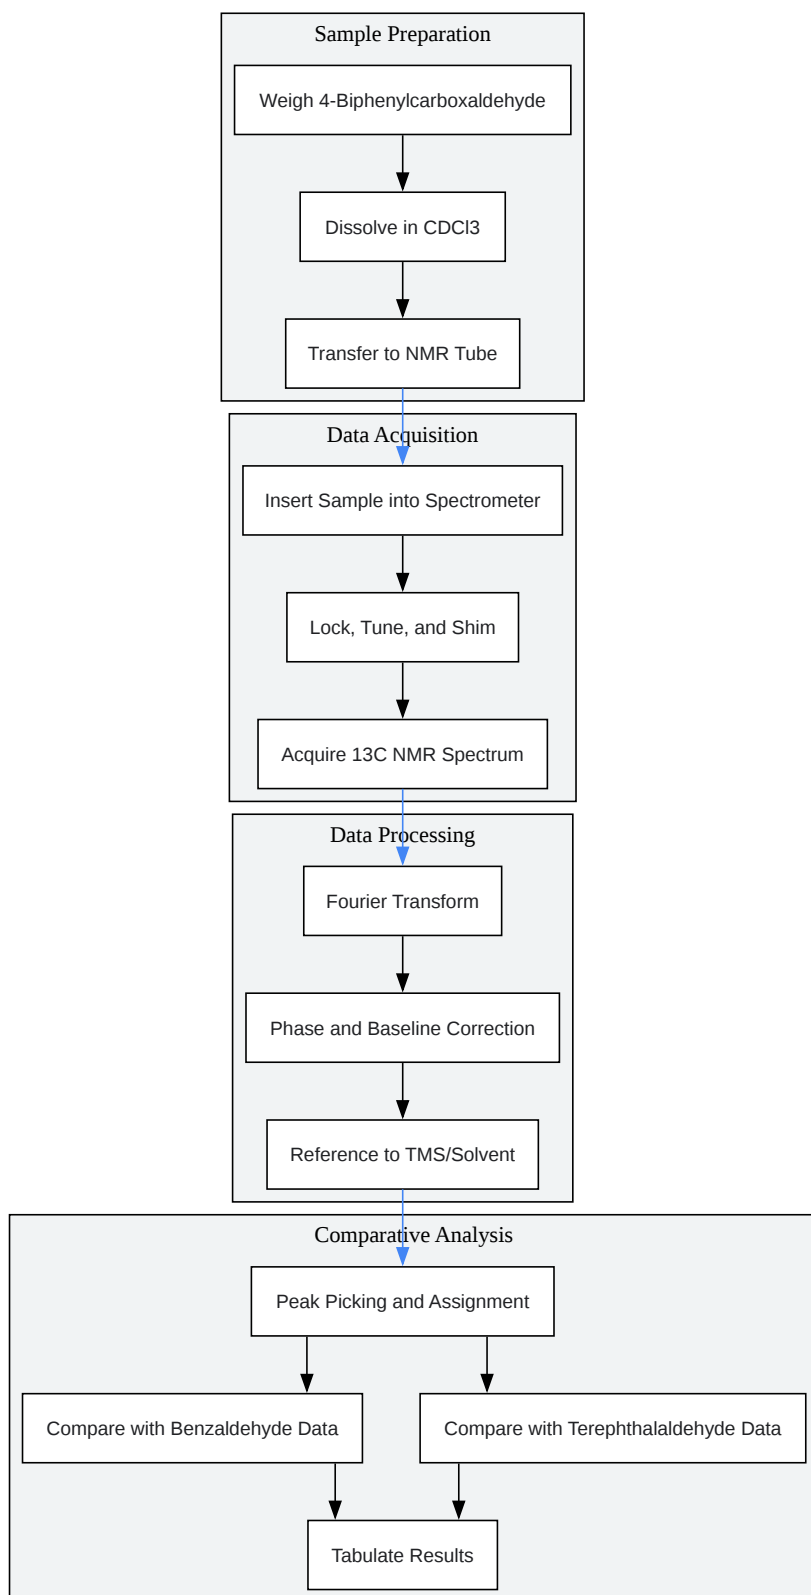 Sample Preparation
Weigh 4-Biphenylcarboxaldehyde
Dissolve in CDCl3
Transfer to NMR Tube
Data Acquisition
Insert Sample into Spectrometer
Lock, Tune, and Shim
Acquire 13C NMR Spectrum
Data Processing
Fourier Transform
Phase and Baseline Correction
Reference to TMS/Solvent
Comparative Analysis
Peak Picking and Assignment
Compare with Benzaldehyde Data
Compare with Terephthalaldehyde Data
Tabulate Results